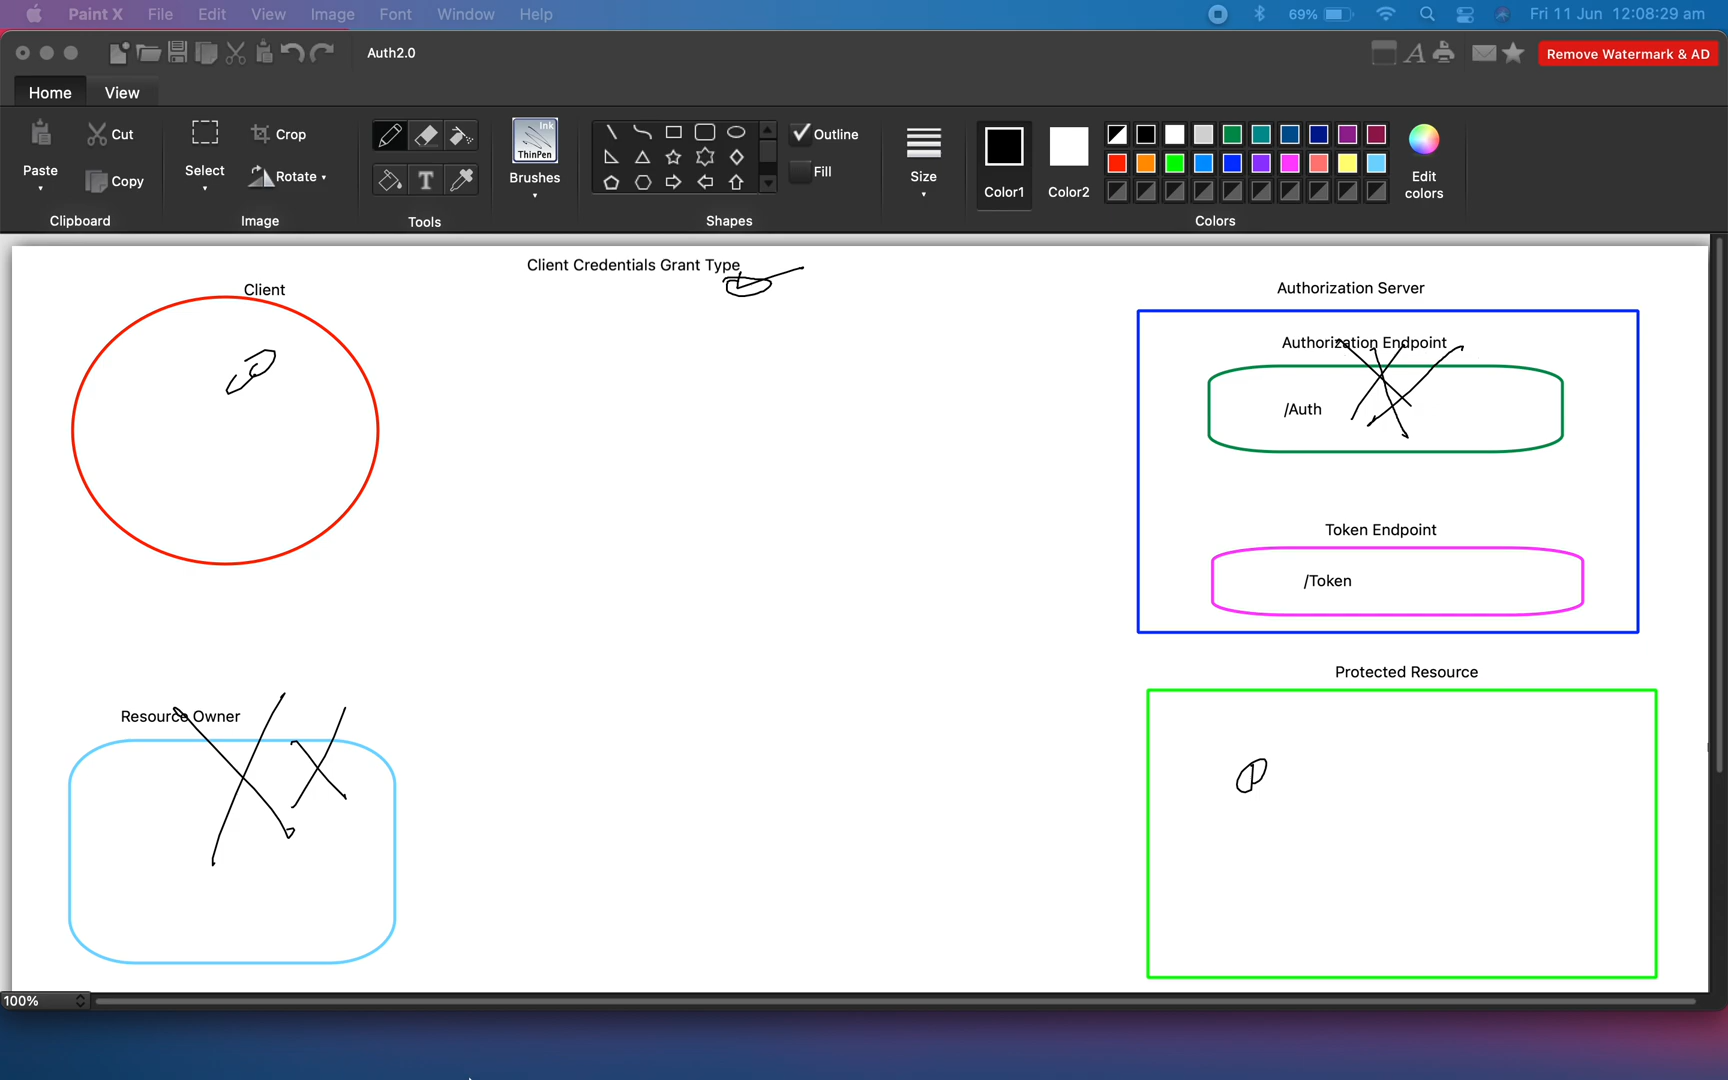 Paint X File Edit View Image Font Window Help 69% Fri 11 Jun 12:08:29 am
Auth2.0 Remove Watermark & AD
Home View
Paste Cut Copy Clipboard
Select Crop Rotate Image
Tools
Ink ThinPen Brushes
Outline Fill Shapes
Size
Color1 Color2 Edit colors Colors
Client Credentials Grant Type
Client
Authorization Server
Authorization Endpoint
/Auth
Token Endpoint
/Token
Protected Resource
Resource Owner
100%